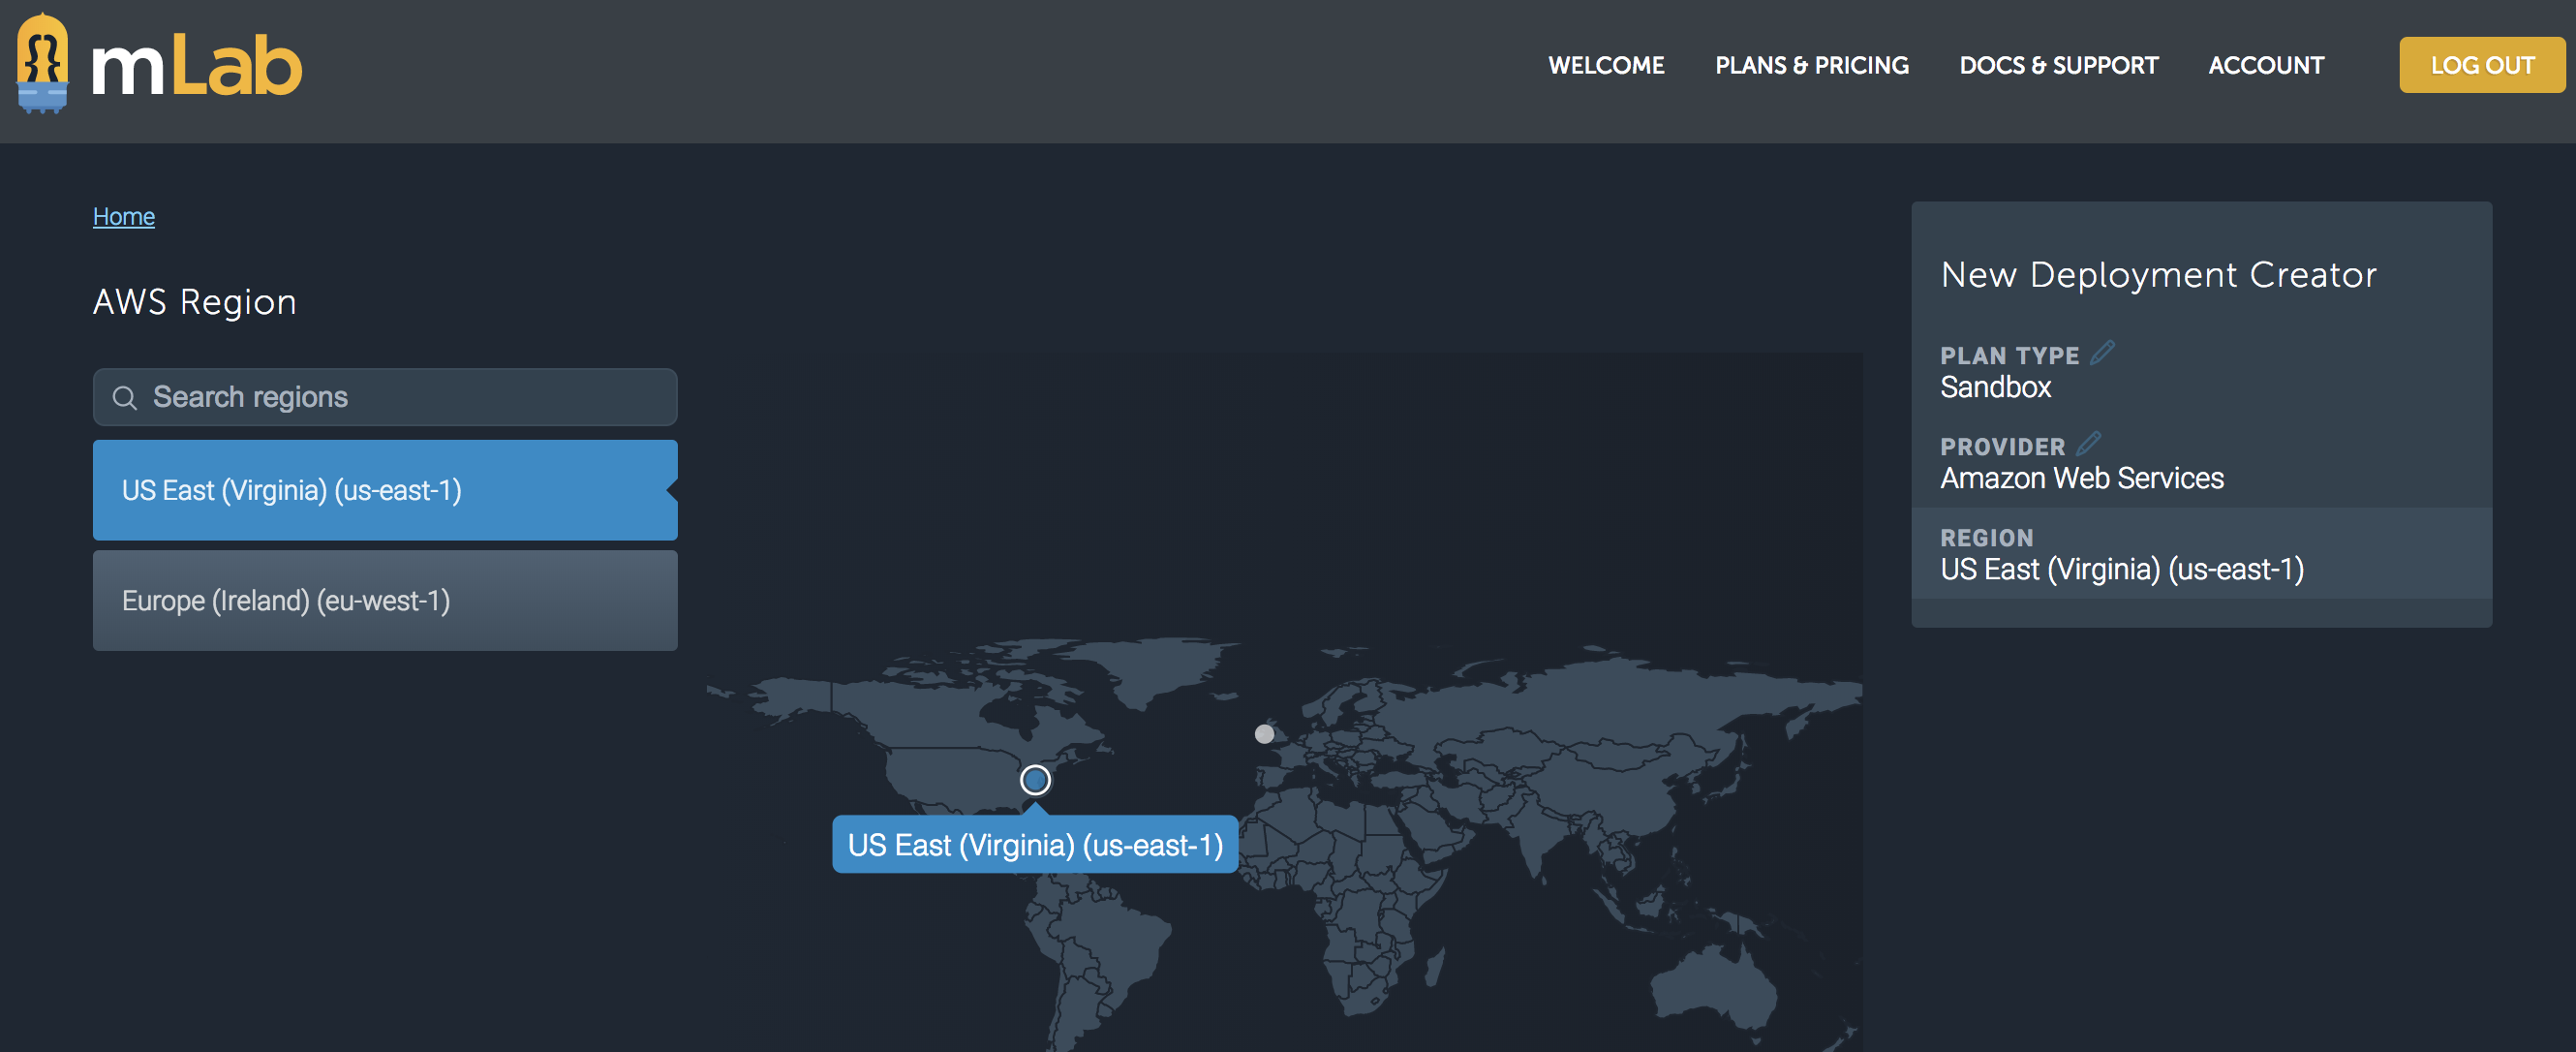 mLab
WELCOME
PLANS & PRICING
DOCS & SUPPORT
ACCOUNT
LOG OUT
Home
AWS Region
Search regions
US East (Virginia) (us-east-1)
Europe (Ireland) (eu-west-1)
US East (Virginia) (us-east-1)
New Deployment Creator
PLAN TYPE
Sandbox
PROVIDER
Amazon Web Services
REGION
US East (Virginia) (us-east-1)